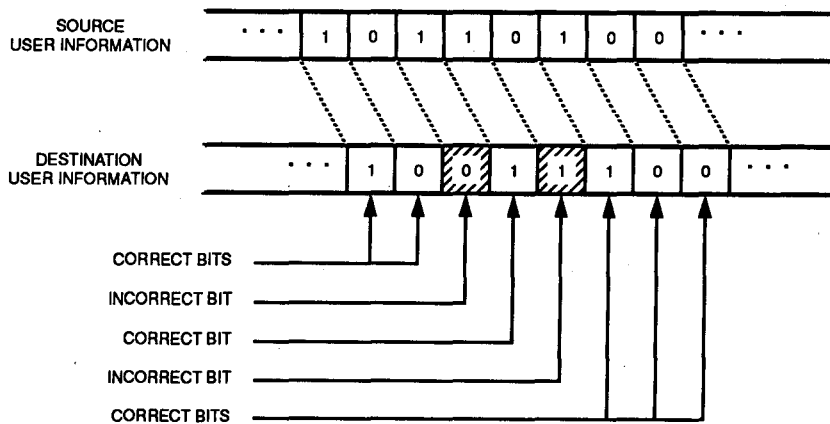 SOURCE
USER INFORMATION
· · · 1 0 1 1 0 1 0 0 · · ·
DESTINATION
USER INFORMATION
· · · 1 0 0 1 1 1 0 0 · · ·
CORRECT BITS
INCORRECT BIT
CORRECT BIT
INCORRECT BIT
CORRECT BITS